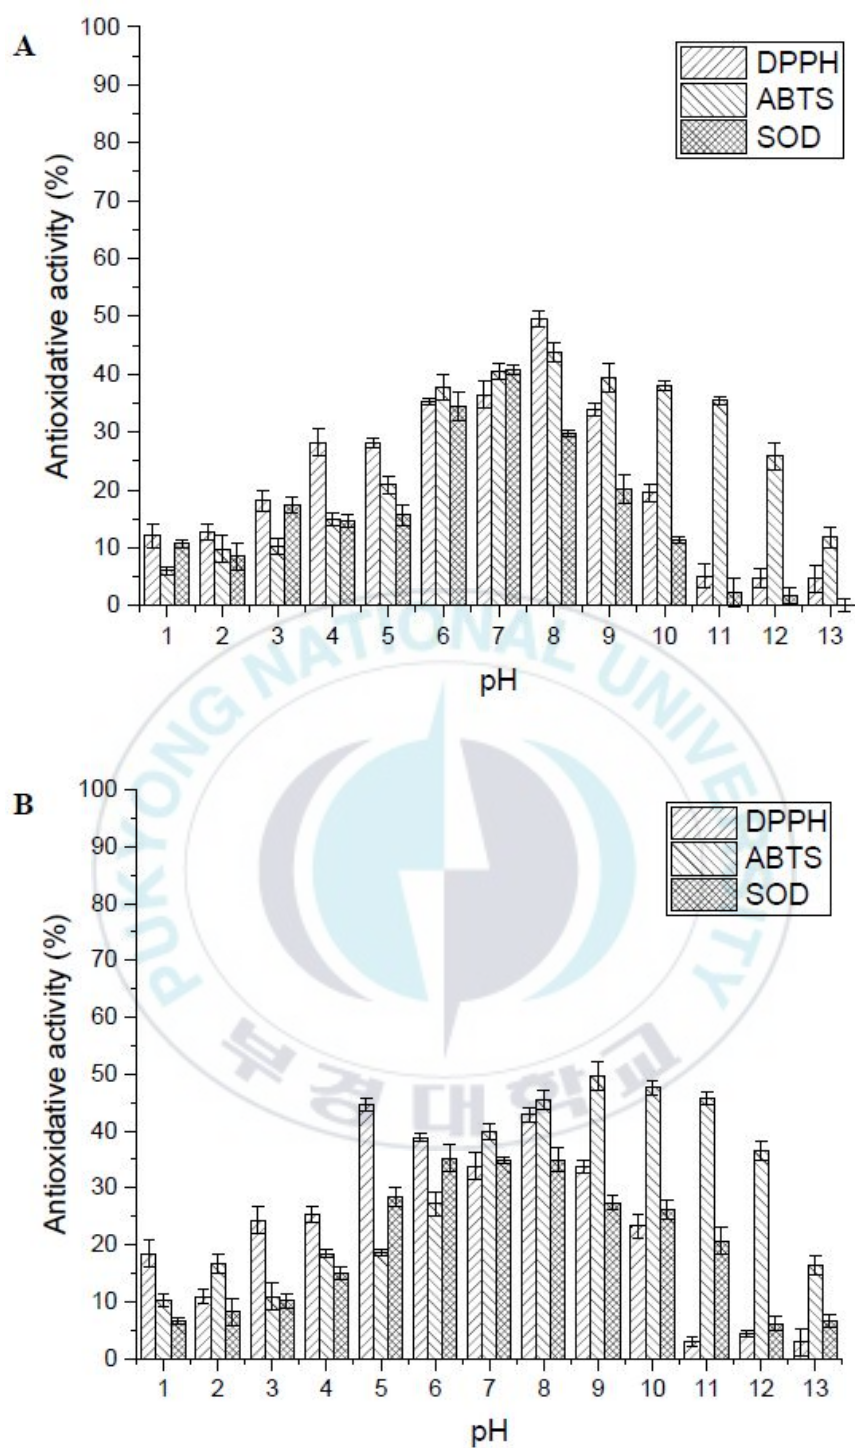 A
100
90
80
70
60
50
40
30
20
10
0
Antioxidative activity (%)
DPPH
ABTS
SOD
1 2 3 4 5 6 7 8 9 10 11 12 13
pH
PUKYONG NATIONAL UNIVERSITY
B
100
90
80
70
60
50
40
30
20
10
0
Antioxidative activity (%)
DPPH
ABTS
SOD
부경대학교
1 2 3 4 5 6 7 8 9 10 11 12 13
pH